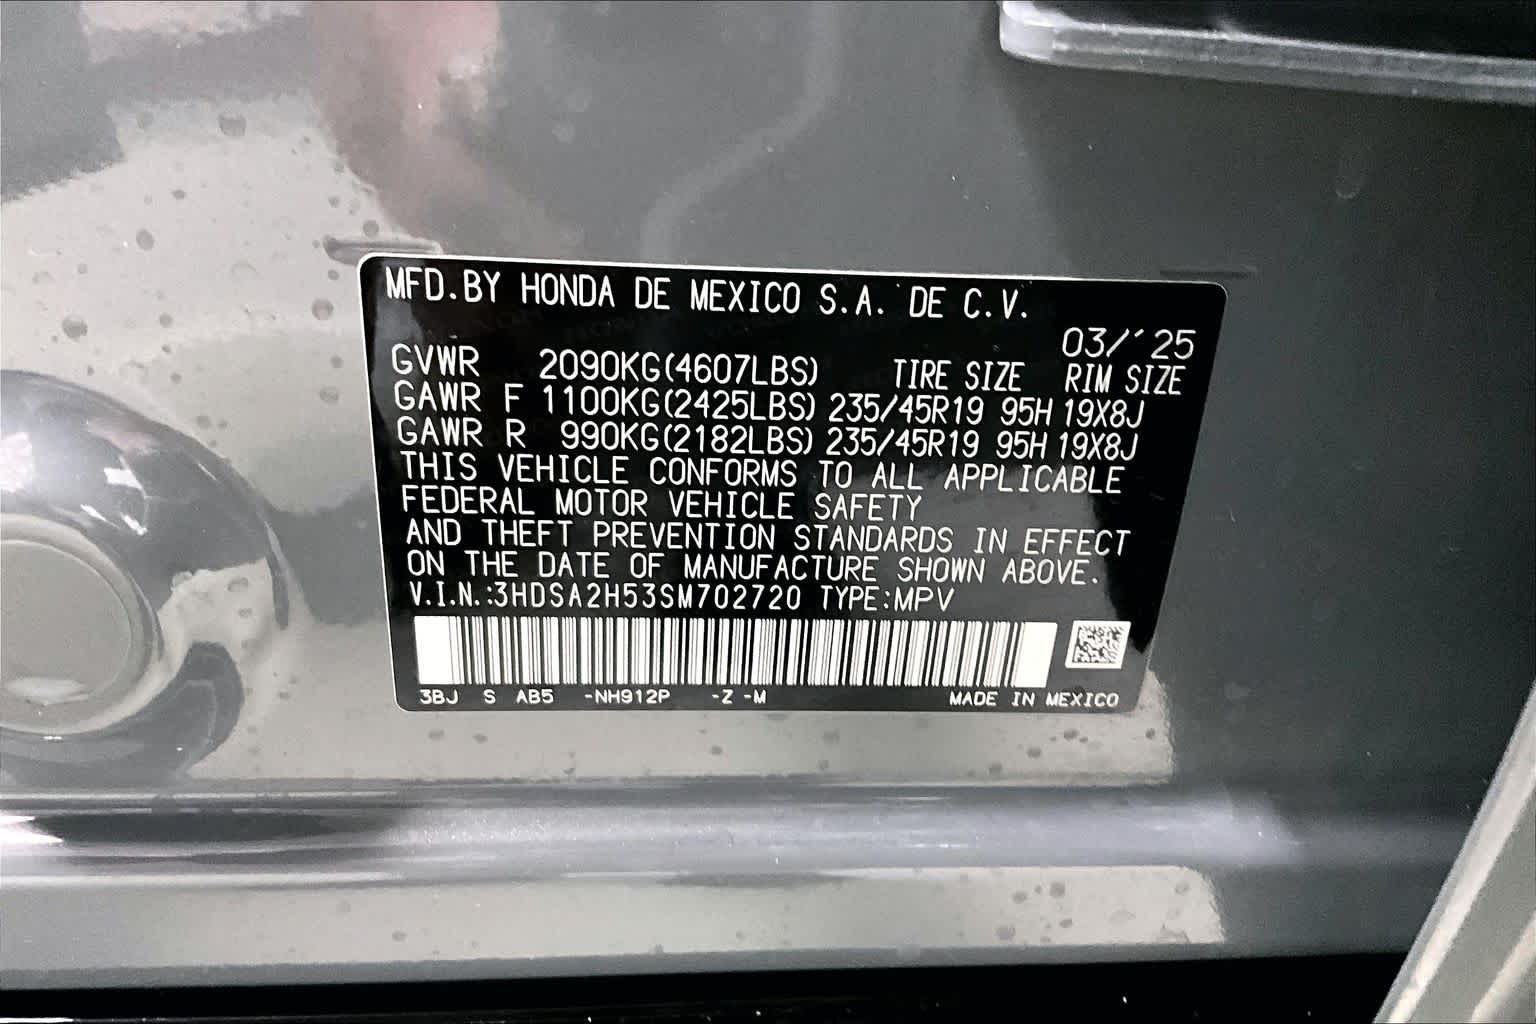 MFD.BY HONDA DE MEXICO S.A. DE C.V.
03/'25
GVWR 2090KG(4607LBS) TIRE SIZE RIM SIZE
GAWR F 1100KG(2425LBS) 235/45R19 95H 19X8J
GAWR R 990KG(2182LBS) 235/45R19 95H 19X8J
THIS VEHICLE CONFORMS TO ALL APPLICABLE
FEDERAL MOTOR VEHICLE SAFETY
AND THEFT PREVENTION STANDARDS IN EFFECT
ON THE DATE OF MANUFACTURE SHOWN ABOVE.
V.I.N.:3HDSA2H53SM702720 TYPE:MPV
3BJ S AB5 -NH912P -Z -M MADE IN MEXICO